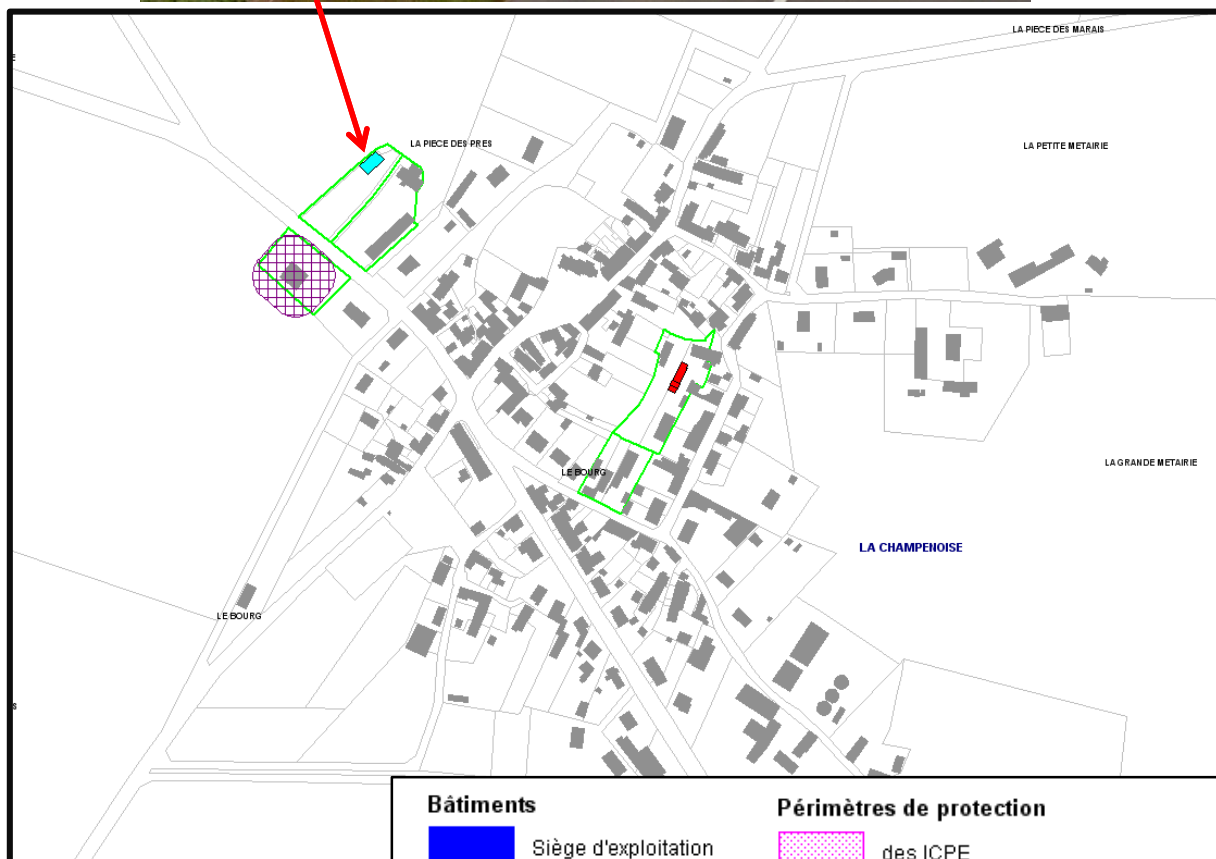 LA PIECE DES MARAIS
E
LA PIECE DES PRES
LA PETITE METAIRIE
LE BOURG
LA GRANDE METAIRIE
LA CHAMPENOISE
LE BOURG
S
Bâtiments
Périmètres de protection
Siège d'exploitation
des ICPE